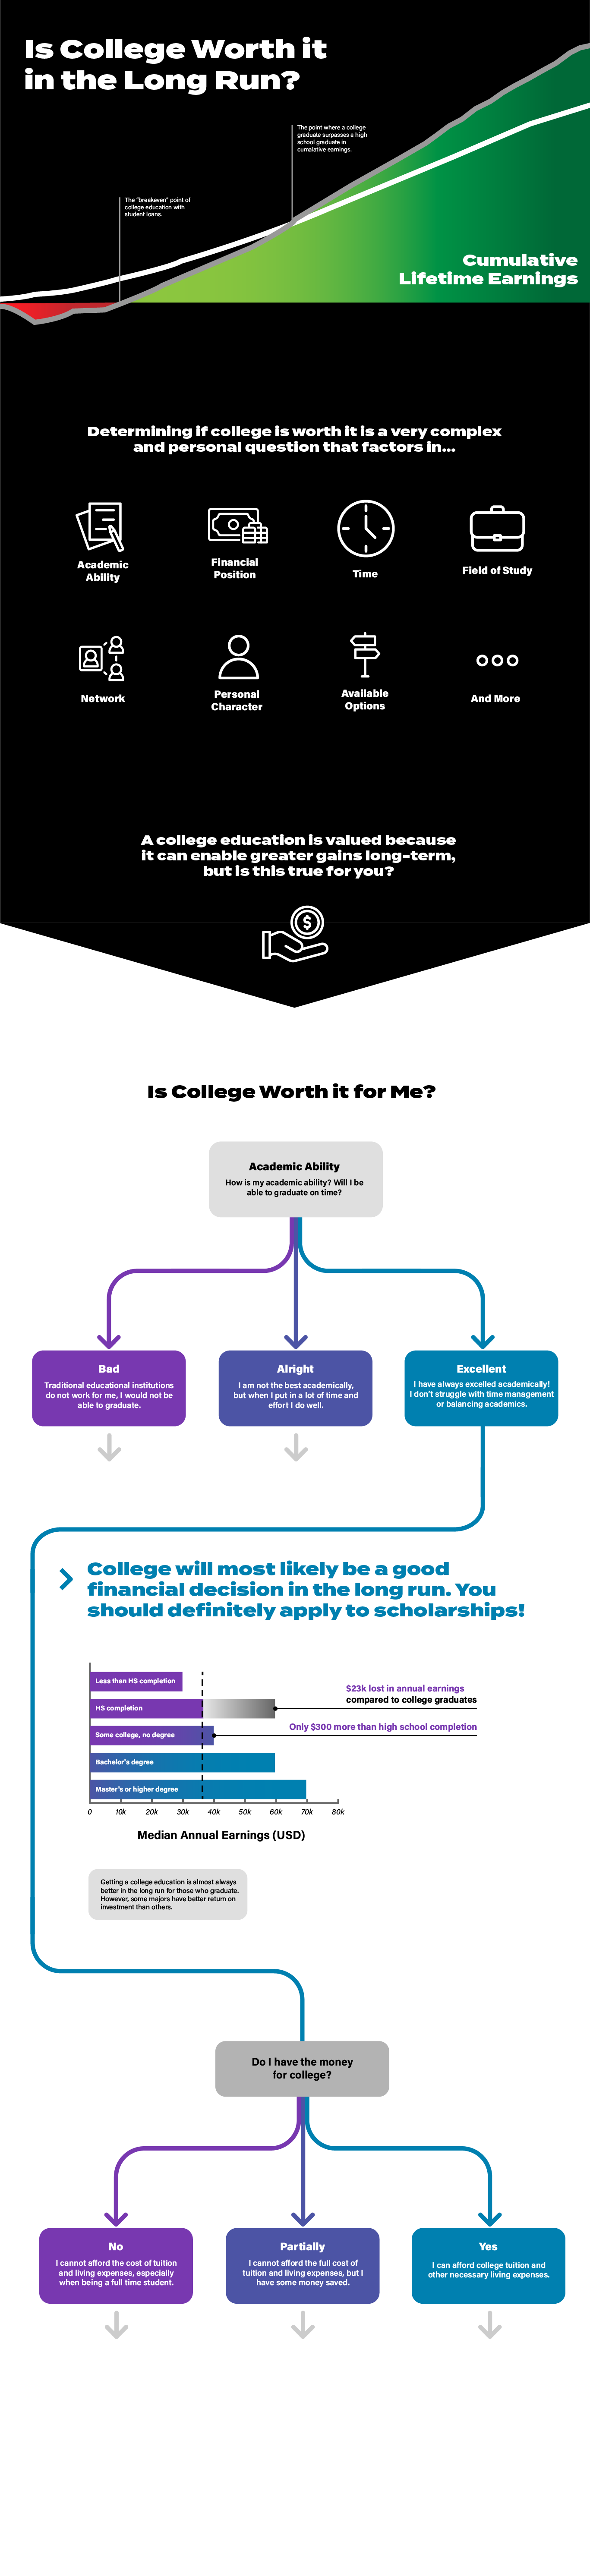 Is College Worth it
in the Long Run?
The point where a college
graduate surpasses a high
school graduate in
cumalative earnings.
The "breakeven" point of
college education with
student loans.
Cumulative
Lifetime Earnings
Determining if college is worth it is a very complex
and personal question that factors in...
Academic
Ability
Financial
Position
Time
Field of Study
Network
Personal
Character
Available
Options
And More
A college education is valued because
it can enable greater gains long-term,
but is this true for you?
$
Is College Worth it for Me?
Academic Ability
How is my academic ability? Will I be
able to graduate on time?
Bad
Traditional educational institutions
do not work for me, I would not be
able to graduate.
Alright
I am not the best academically,
but when I put in a lot of time and
effort I do well.
Excellent
I have always excelled academically!
I don't struggle with time management
or balancing academics.
College will most likely be a good
financial decision in the long run. You
should definitely apply to scholarships!
Less than HS completion
HS completion
Some college, no degree
Bachelor's degree
Master's or higher degree
$23k lost in annual earnings
compared to college graduates
Only $300 more than high school completion
0 10k 20k 30k 40k 50k 60k 70k 80k
Median Annual Earnings (USD)
Getting a college education is almost always
better in the long run for those who graduate.
However, some majors have better return on
investment than others.
Do I have the money
for college?
No
I cannot afford the cost of tuition
and living expenses, especially
when being a full time student.
Partially
I cannot afford the full cost of
tuition and living expenses, but I
have some money saved.
Yes
I can afford college tuition and
other necessary living expenses.